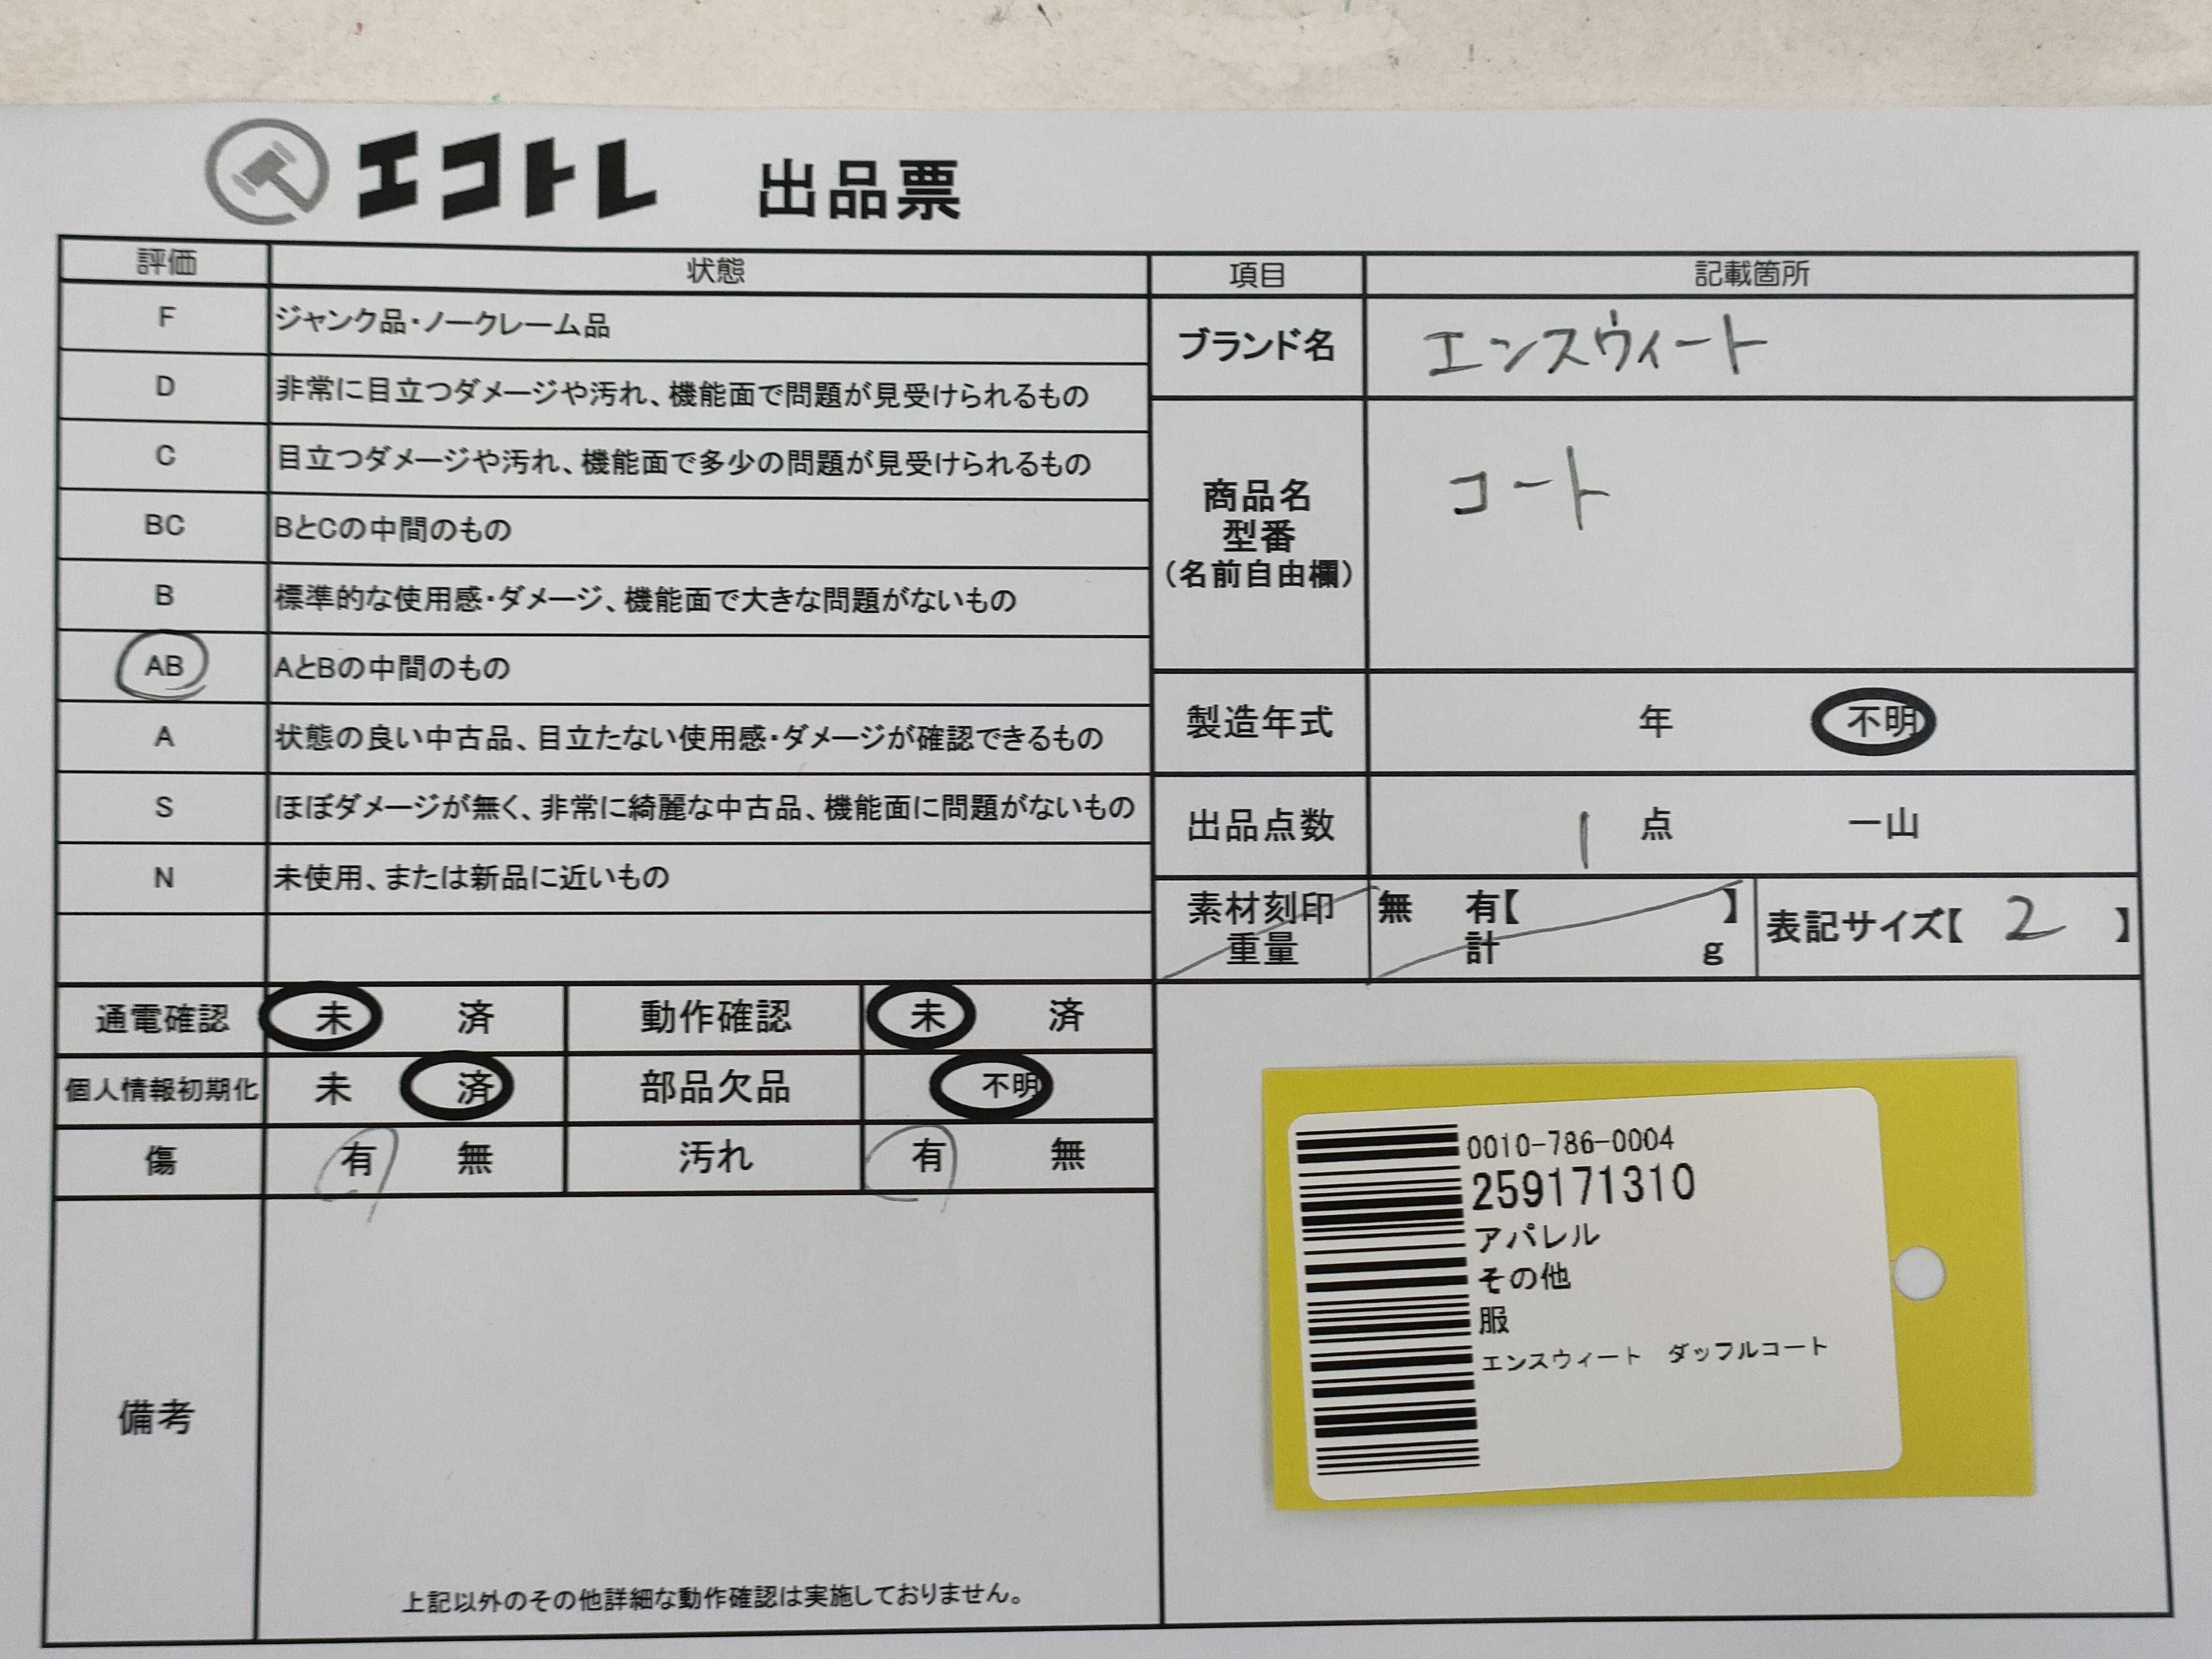 エコトレ 出品票
評価 状態 項目 記載箇所
F ジャンク品・ノークレーム品
D 非常に目立つダメージや汚れ、機能面で問題が見受けられるもの
C 目立つダメージや汚れ、機能面で多少の問題が見受けられるもの
BC BとCの中間のもの
B 標準的な使用感・ダメージ、機能面で大きな問題がないもの
AB AとBの中間のもの
A 状態の良い中古品、目立たない使用感・ダメージが確認できるもの
S ほぼダメージが無く、非常に綺麗な中古品、機能面に問題がないもの
N 未使用、または新品に近いもの
ブランド名 エンスウィート
商品名
型番
(名前自由欄)
コート
製造年式 年 不明
出品点数 1 点 一山
素材刻印 無 有【 】
重量 計 g
表記サイズ【 2 】
通電確認 未 済 動作確認 未 済
個人情報初期化 未 済 部品欠品 不明
傷 有 無 汚れ 有 無
備考
上記以外のその他詳細な動作確認は実施しておりません。
0010-786-0004
259171310
アパレル
その他
服
エンスウィート ダッフルコート